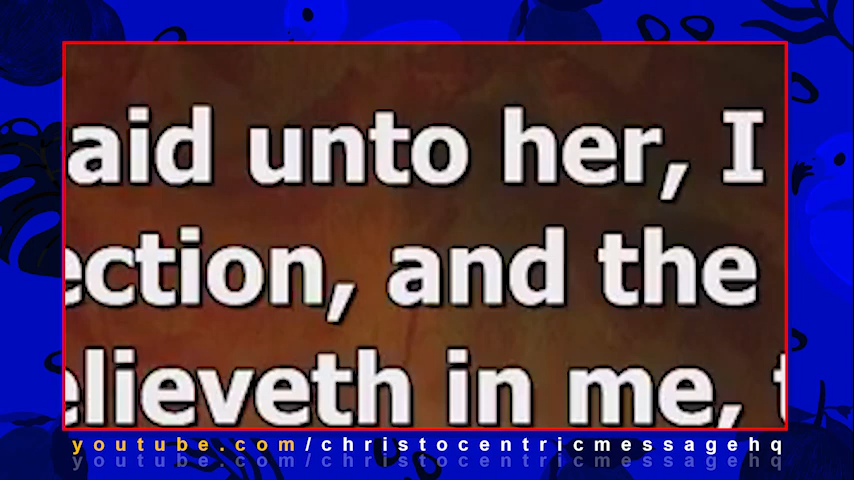 aid unto her, I
ection, and the
elieveth in me, t
youtube.com/christocentricmessagehq